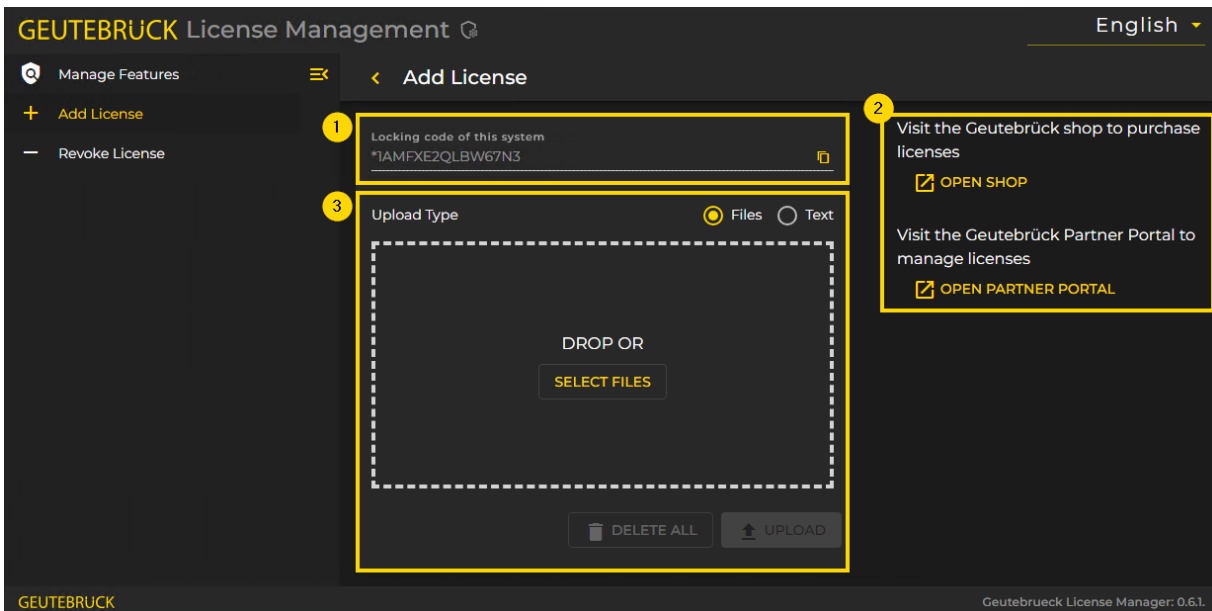 GEUTEBRÜCK License Management
English
Manage Features
Add License
Revoke License
Add License
1
Locking code of this system
*1AMFXE2QLBW67N3
2
Visit the Geutebrück shop to purchase
licenses
OPEN SHOP
Visit the Geutebrück Partner Portal to
manage licenses
OPEN PARTNER PORTAL
3
Upload Type
Files
Text
DROP OR
SELECT FILES
DELETE ALL
UPLOAD
GEUTEBRUCK
Geutebrueck License Manager: 0.6.1.